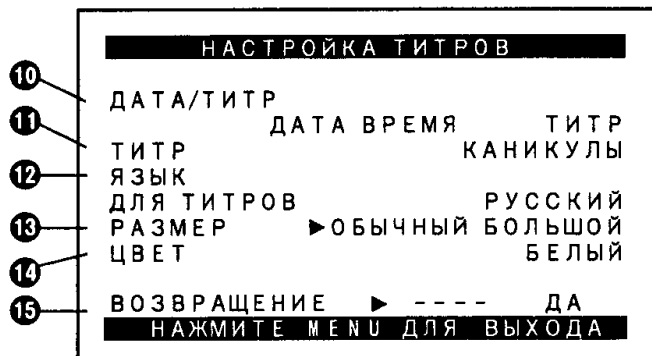 НАСТРОЙКА ТИТРОВ
10
ДАТА/ТИТР
ДАТА ВРЕМЯ ТИТР
11
ТИТР КАНИКУЛЫ
12
ЯЗЫК
ДЛЯ ТИТРОВ РУССКИЙ
13
РАЗМЕР ►ОБЫЧНЫЙ БОЛЬШОЙ
14
ЦВЕТ БЕЛЫЙ
15
ВОЗВРАЩЕНИЕ ► ---- ДА
НАЖМИТЕ MENU ДЛЯ ВЫХОДА